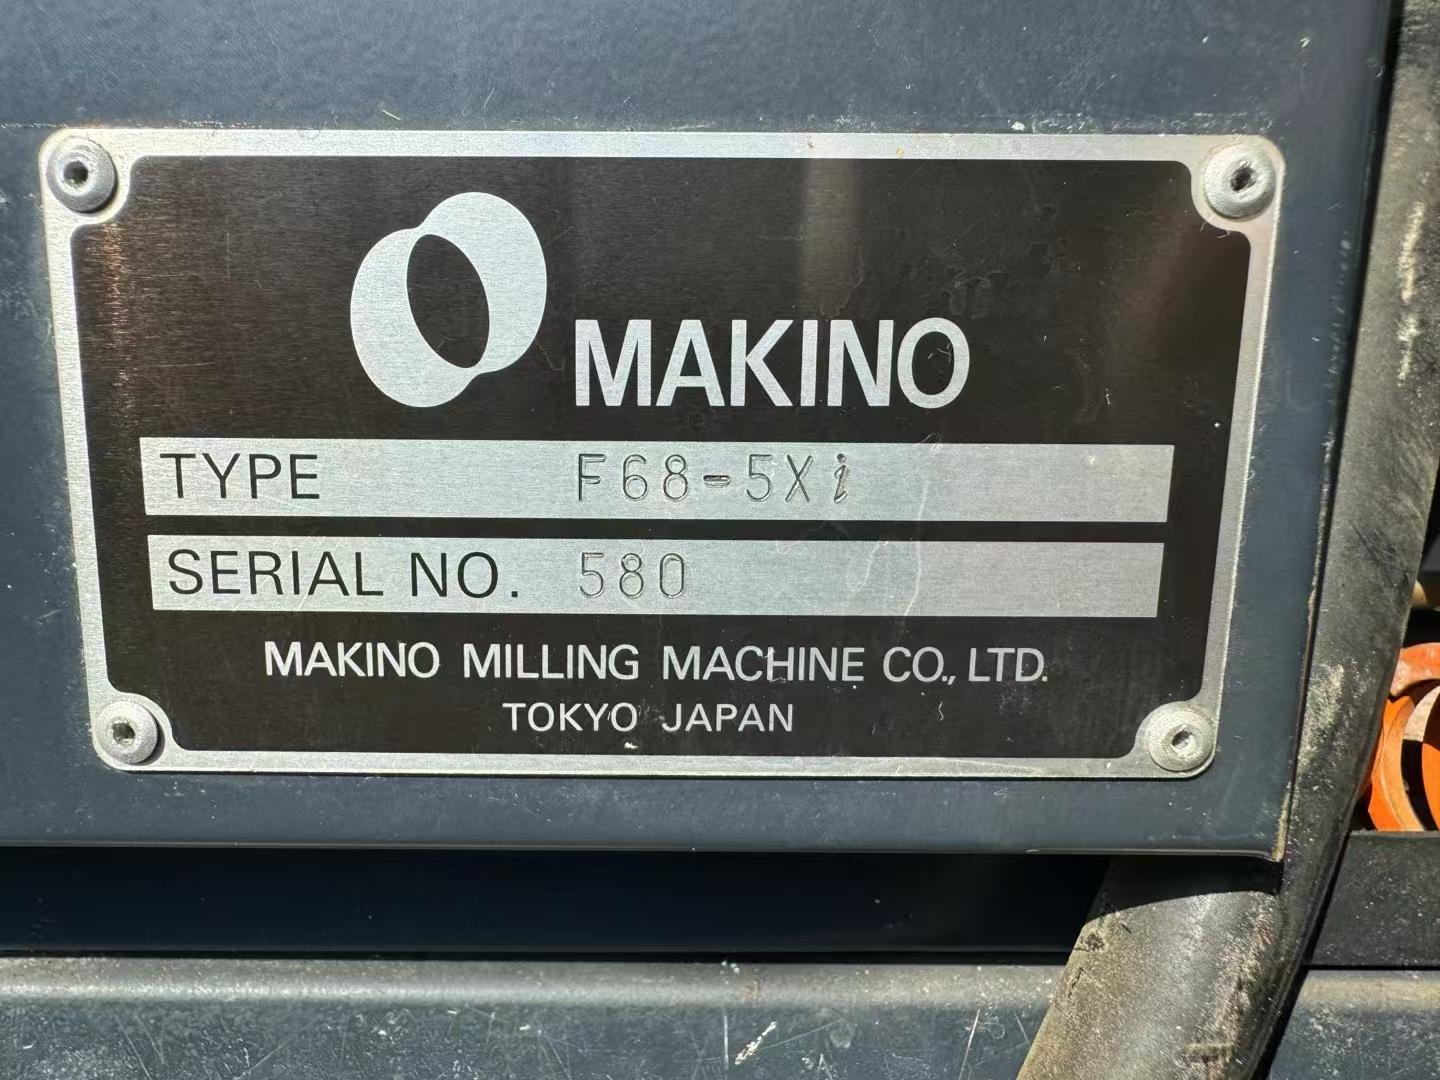 MAKINO
TYPE F68-5Xi
SERIAL NO. 580
MAKINO MILLING MACHINE CO., LTD.
TOKYO JAPAN